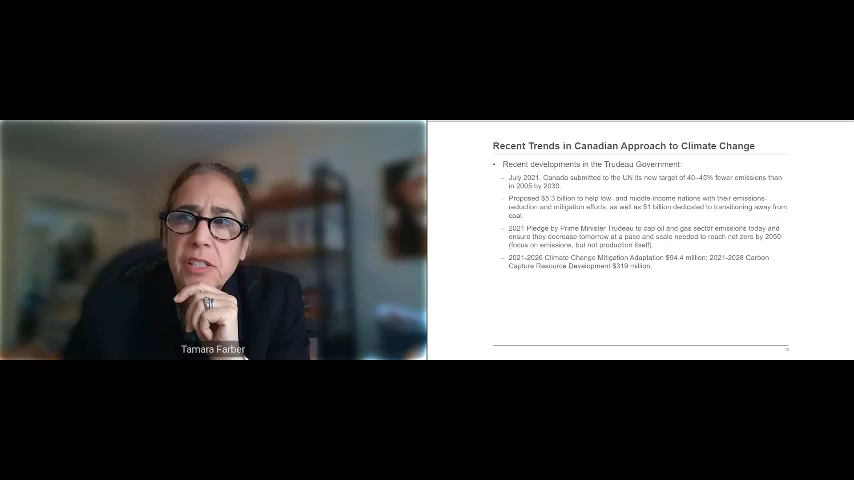 Recent Trends in Canadian Approach to Climate Change
• Recent developments in the Trudeau Government:
– July 2021, Canada submitted to the UN its new target of 40–45% fewer emissions than
in 2005 by 2030.
– Proposed $5.3 billion to help low- and middle-income nations with their emissions-
reduction and mitigation efforts, as well as $1 billion dedicated to transitioning away from
coal.
– 2021 Pledge by Prime Minister Trudeau to cap oil and gas sector emissions today and
ensure they decrease tomorrow at a pace and scale needed to reach net zero by 2050
(focus on emissions, but not production itself).
– 2021-2026 Climate Change Mitigation Adaptation $94.4 million; 2021-2028 Carbon
Capture Resource Development $319 million.
Tamara Farber